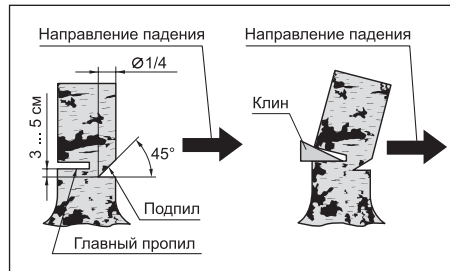 Направление падения
Направление падения
Ø1/4
Клин
3 ... 5 см
45°
Подпил
Главный пропил